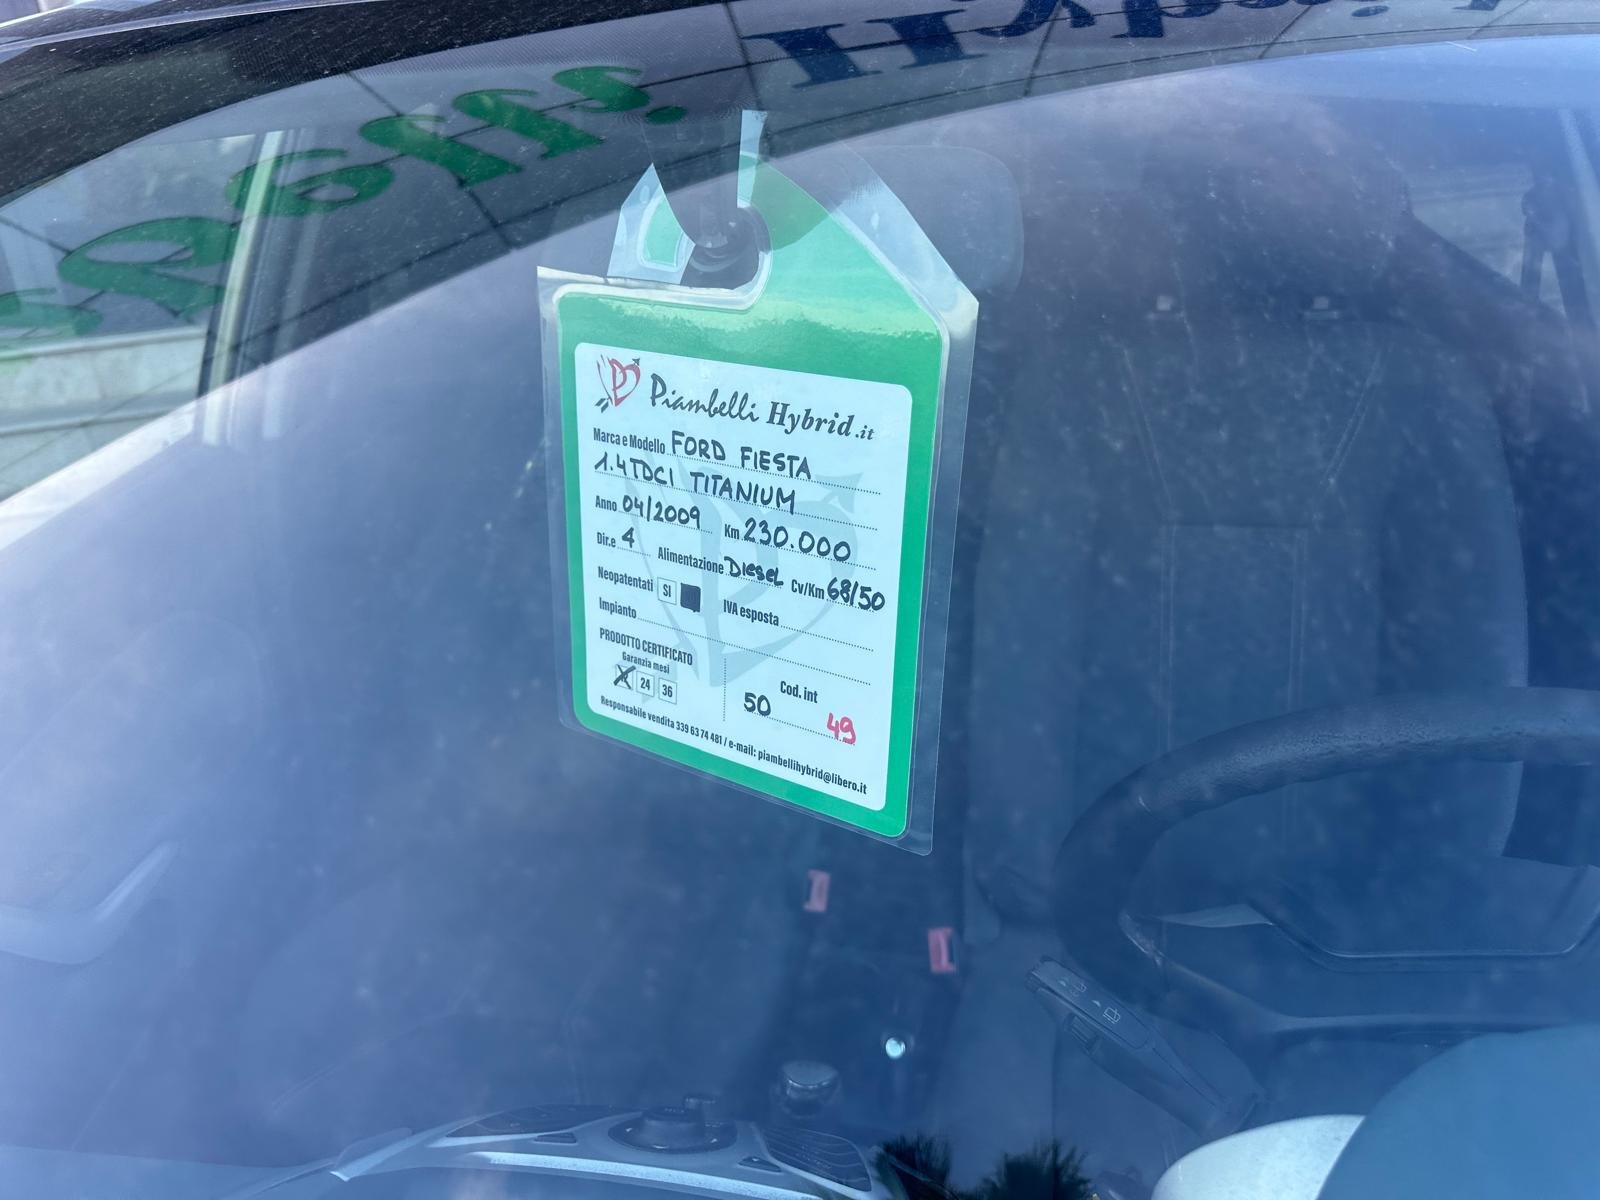 Piambelli Hybrid.it
Marca e Modello FORD FIESTA
1.4 TDCI TITANIUM
Anno 04/2009 Km 230.000
Dir.e 4 Alimentazione DIESEL Cv/Km 68/50
Neopatentati SI IVA esposta
Impianto
PRODOTTO CERTIFICATO
Garanzia mesi
24 36
Cod. int
50 49
Responsabile vendita 339 63 74 481 / e-mail: piambellihybrid@libero.it